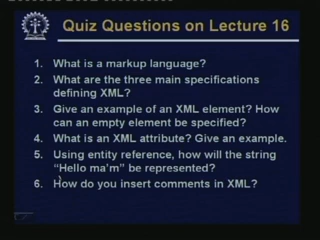 Quiz Questions on Lecture 16
1. What is a markup language?
2. What are the three main specifications
defining XML?
3. Give an example of an XML element? How
can an empty element be specified?
4. What is an XML attribute? Give an example.
5. Using entity reference, how will the string
"Hello ma'm" be represented?
6. How do you insert comments in XML?